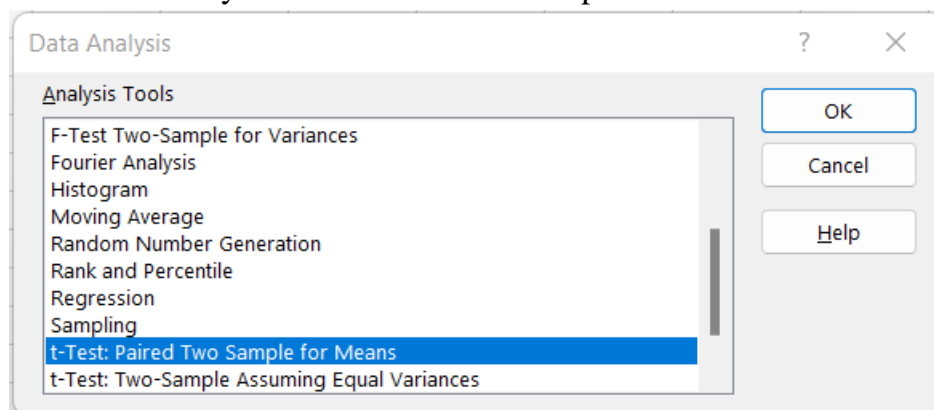 Data Analysis ? ×
Analysis Tools
OK
F-Test Two-Sample for Variances
Fourier Analysis
Cancel
Histogram
Moving Average
Random Number Generation
Help
Rank and Percentile
Regression
Sampling
t-Test: Paired Two Sample for Means
t-Test: Two-Sample Assuming Equal Variances